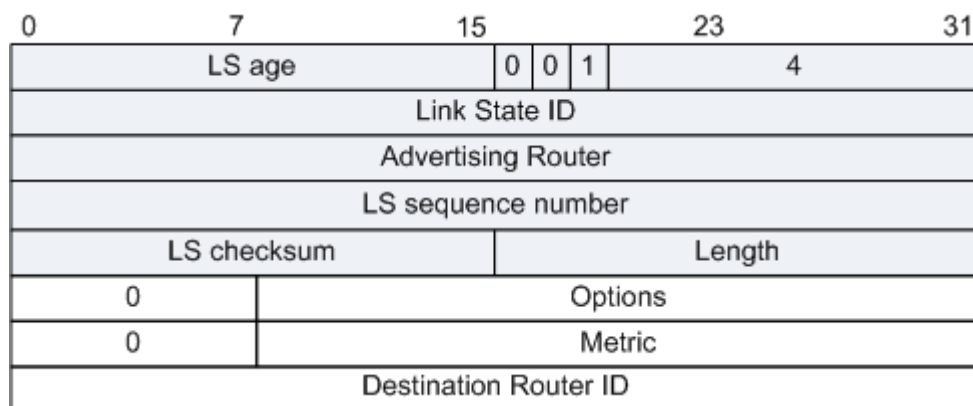 0 7 15 23 31
LS age 0 0 1 4
Link State ID
Advertising Router
LS sequence number
LS checksum Length
0 Options
0 Metric
Destination Router ID